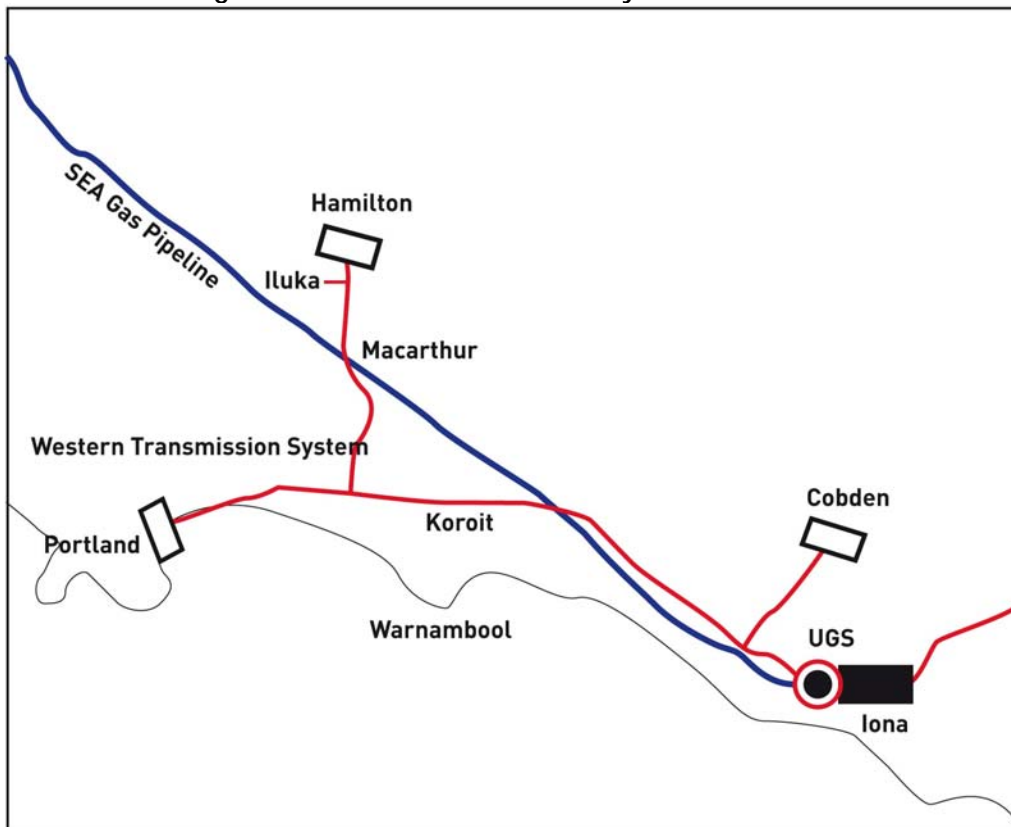 SEA Gas Pipeline
Hamilton
Iluka
Macarthur
Western Transmission System
Koroit
Cobden
Portland
Warnambool
UGS
Iona